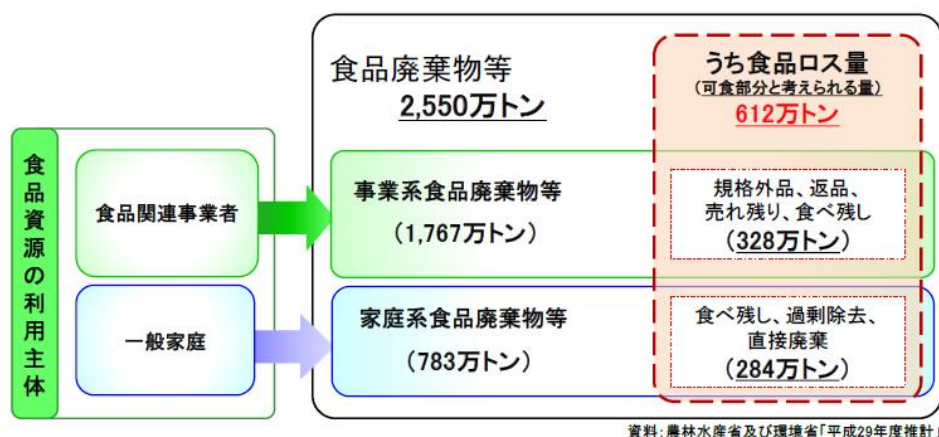 食品資源の利用主体
食品関連事業者
一般家庭
食品廃棄物等
2,550万トン
うち食品ロス量
(可食部分と考えられる量)
612万トン
事業系食品廃棄物等
(1,767万トン)
規格外品、返品、
売れ残り、食べ残し
(328万トン)
家庭系食品廃棄物等
(783万トン)
食べ残し、過剰除去、
直接廃棄
(284万トン)
資料:農林水産省及び環境省「平成29年度推計」